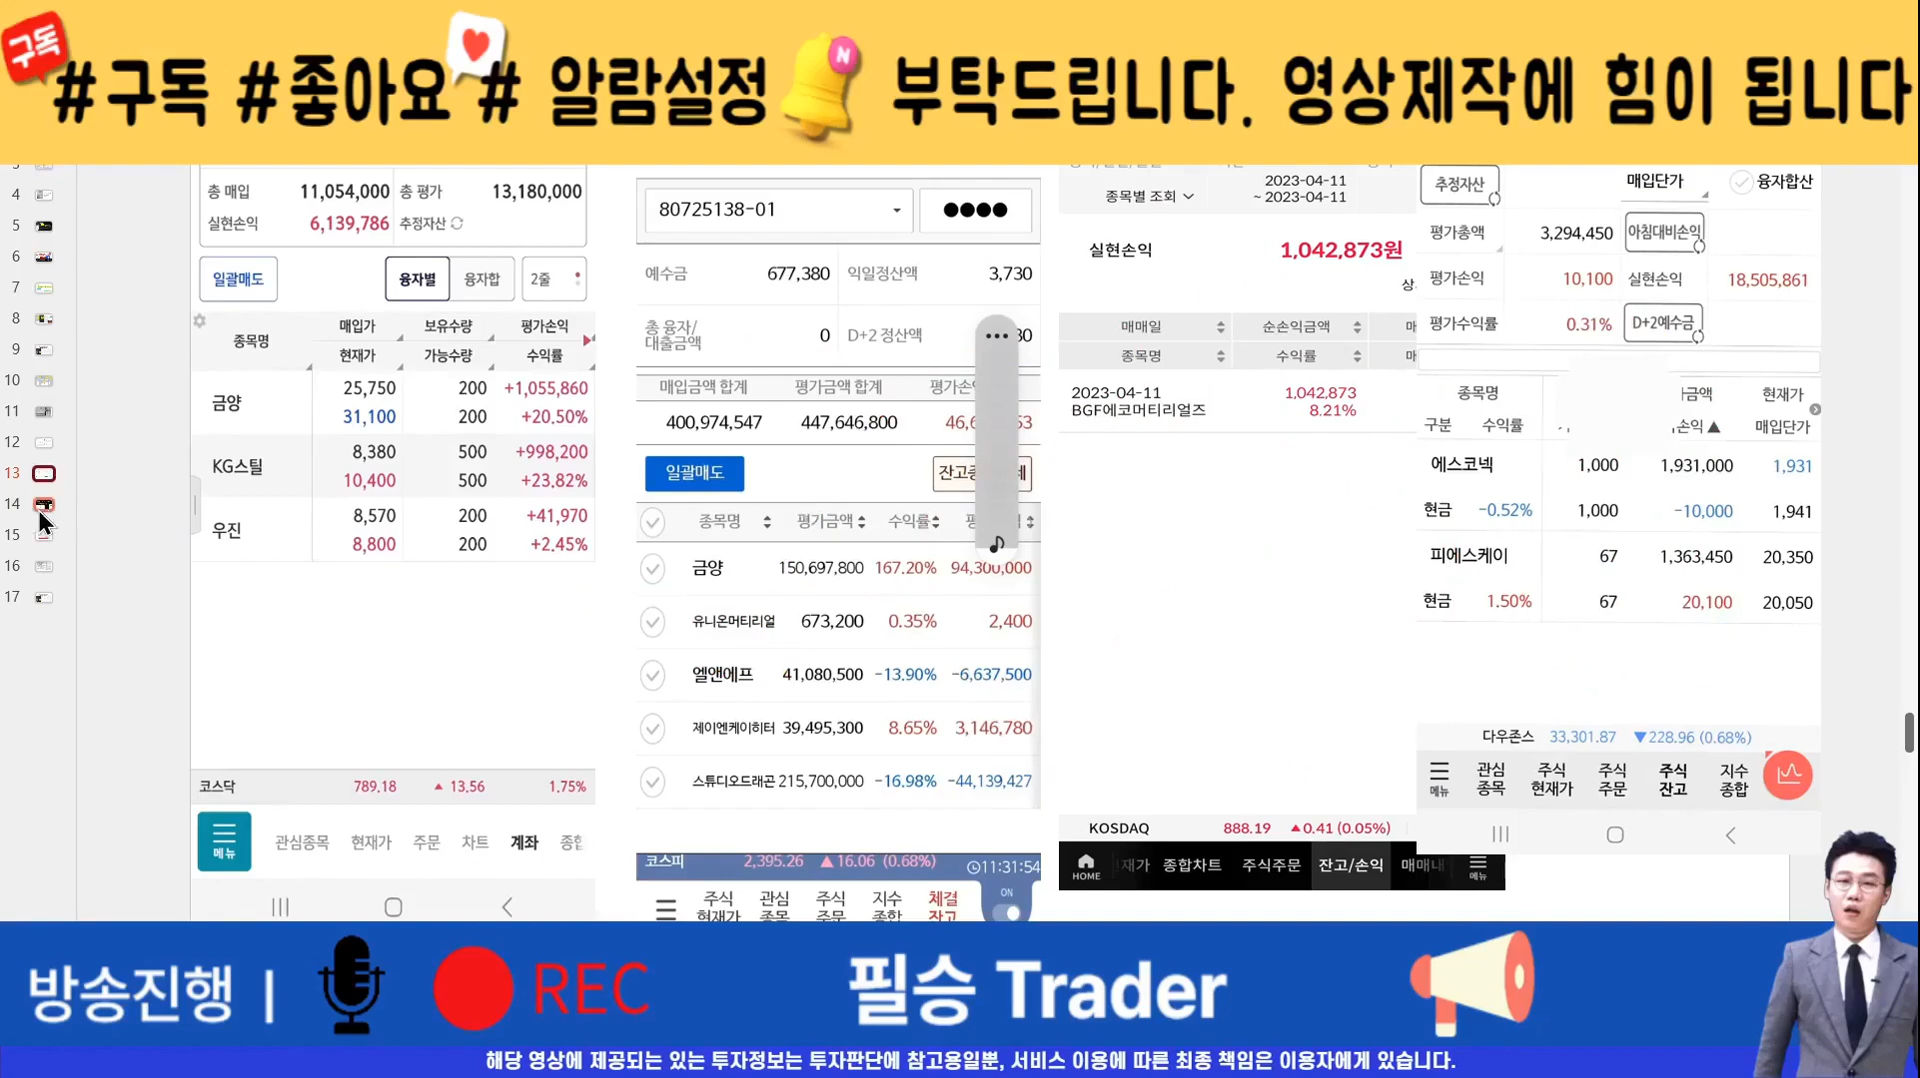 구독
#구독 #좋아요 # 알람설정 N 부탁드립니다. 영상제작에 힘이 됩니다
4
5
6
7
8
9
10
11
12
13
14
15
16
17
총 매입 11,054,000 총 평가 13,180,000
실현손익 6,139,786 추정자산
일괄매도 융자별 융자합 2줄
종목명 매입가 보유수량 평가손익
현재가 가능수량 수익률
금양 25,750 200 +1,055,860
31,100 200 +20.50%
KG스틸 8,380 500 +998,200
10,400 500 +23.82%
우진 8,570 200 +41,970
8,800 200 +2.45%
코스닥 789.18 ▲ 13.56 1.75%
메뉴 관심종목 현재가 주문 차트 계좌 종합
80725138-01 ●●●●
예수금 677,380 익일정산액 3,730
총 융자/
대출금액 0 D+2 정산액
매입금액 합계 평가금액 합계
400,974,547 447,646,800
일괄매도
종목명 평가금액 수익률
금양 150,697,800 167.20% 94,300,000
유니온머티리얼 673,200 0.35% 2,400
엘앤에프 41,080,500 -13.90% -6,637,500
제이엔케이히터 39,495,300 8.65% 3,146,780
스튜디오드래곤 215,700,000 -16.98% -44,139,427
코스피 2,395.26 ▲ 16.06 (0.68%) 11:31:54
ON
주식 관심 주식 지수 체결
현재가 종목 주문 종합 잔고
종목별 조회 2023-04-11
~ 2023-04-11
실현손익 1,042,873원
매매일 순손익금액
종목명 수익률
2023-04-11 1,042,873
BGF에코머티리얼즈 8.21%
KOSDAQ 888.19 ▲0.41 (0.05%)
HOME 재가 종합차트 주식주문 잔고/손익 매매내 메뉴
추정자산 매입단가 융자합산
평가총액 3,294,450 아침대비손익
평가손익 10,100 실현손익 18,505,861
평가수익률 0.31% D+2예수금
종목명 금액 현재가
구분 수익률 손익▲ 매입단가
에스코넥 1,000 1,931,000 1,931
현금 -0.52% 1,000 -10,000 1,941
피에스케이 67 1,363,450 20,350
현금 1.50% 67 20,100 20,050
다우존스 33,301.87 ▼228.96 (0.68%)
메뉴 관심 주식 주식 주식 지수
종목 현재가 주문 잔고 종합
방송진행 | REC 필승 Trader
해당 영상에 제공되는 있는 투자정보는 투자판단에 참고용일뿐, 서비스 이용에 따른 최종 책임은 이용자에게 있습니다.